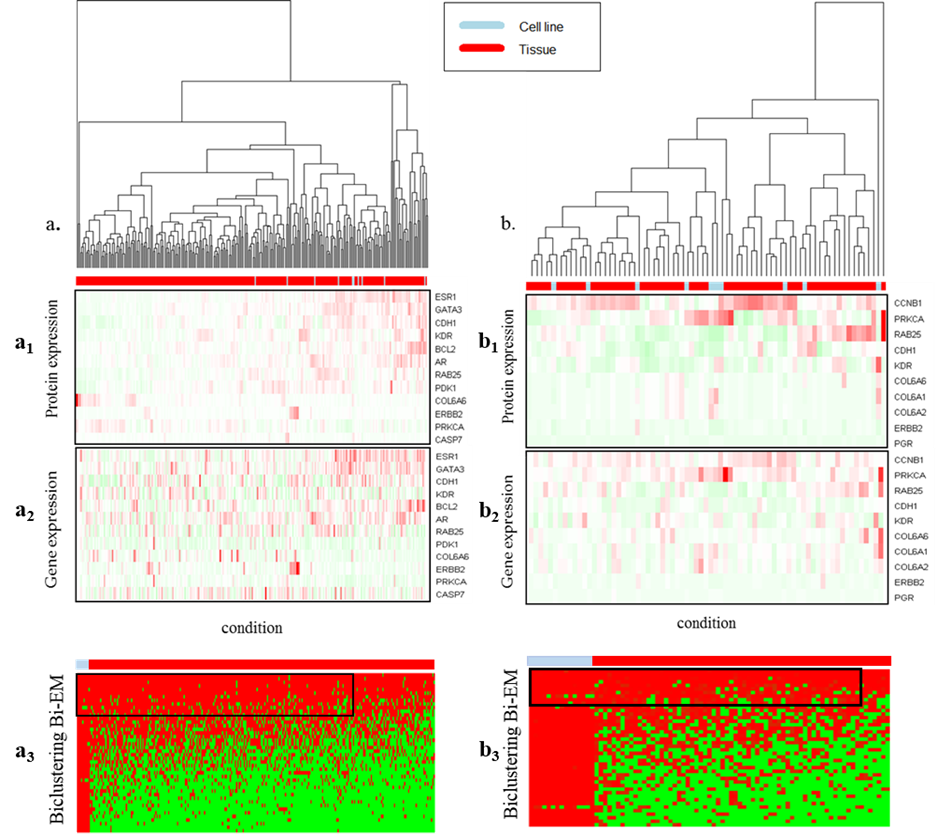 Cell line
Tissue
a.
b.
a1
Protein expression
ESR1
GATA3
CDH1
KDR
BCL2
AR
RAB25
PDK1
COL6A6
ERBB2
PRKCA
CASP7
b1
Protein expression
CCNB1
PRKCA
RAB25
CDH1
KDR
COL6A6
COL6A1
COL6A2
ERBB2
PGR
a2
Gene expression
ESR1
GATA3
CDH1
KDR
BCL2
AR
RAB25
PDK1
COL6A6
ERBB2
PRKCA
CASP7
b2
Gene expression
CCNB1
PRKCA
RAB25
CDH1
KDR
COL6A6
COL6A1
COL6A2
ERBB2
PGR
condition
condition
a3
Biclustering Bi-EM
b3
Biclustering Bi-EM